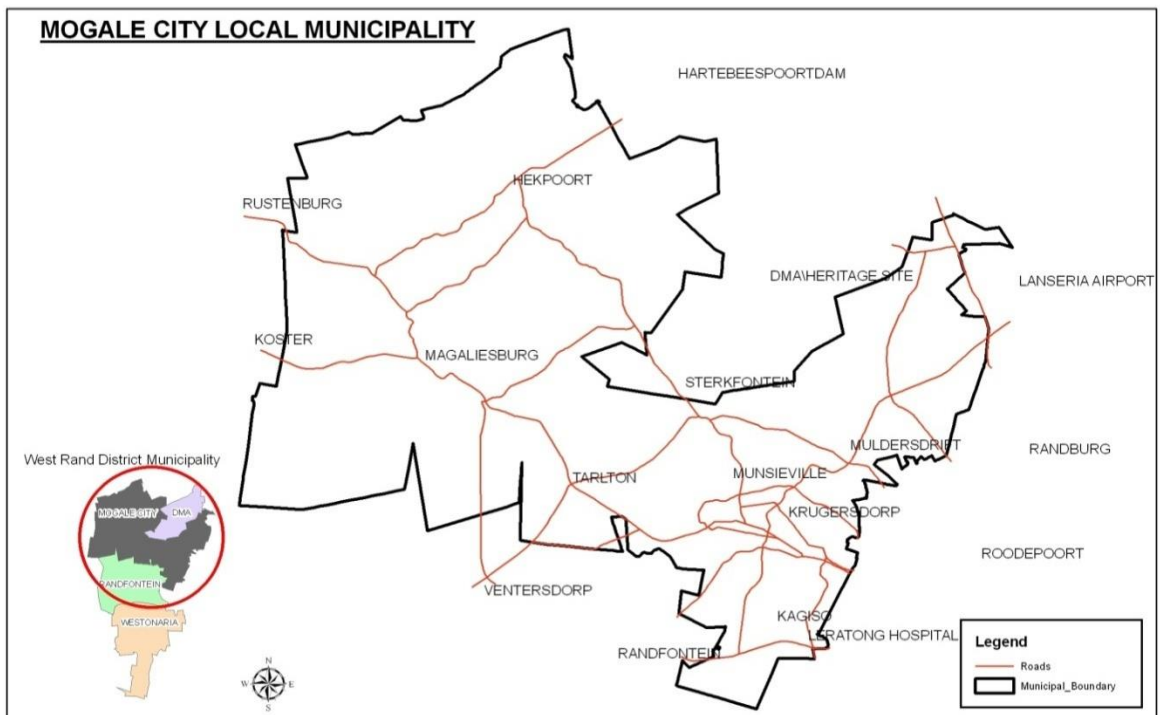 MOGALE CITY LOCAL MUNICIPALITY
HARTEBEESPOORTDAM
HEKPOORT
RUSTENBURG
DMA\HERITAGE SITE
LANSERIA AIRPORT
KOSTER
MAGALIESBURG
STERKFONTEIN
MULDERSDRIFT
RANDBURG
West Rand District Municipality
TARLTON
MUNSIEVILLE
MOGALE CITY
DMA
KRUGERSDORP
ROODEPOORT
RANDFONTEIN
VENTERSDORP
WESTONARIA
KAGISO
LERATONG HOSPITAL
RANDFONTEIN
Legend
Roads
Municipal_Boundary
N
W
E
S